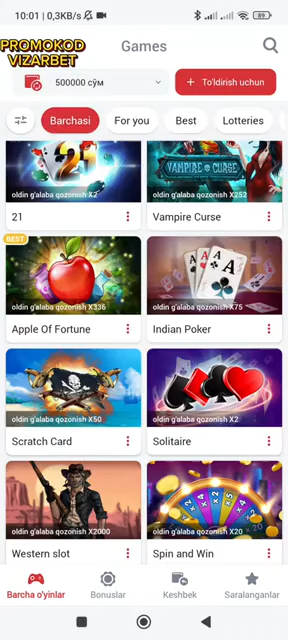 10:01 | 0,3KB/s
89
PROMOKOD
VIZARBET
Games
500000 сўм
+ To'ldirish uchun
Barchasi
For you
Best
Lotteries
oldin g'alaba qozonish X2
oldin g'alaba qozonish X252
21
Vampire Curse
BEST
oldin g'alaba qozonish X336
oldin g'alaba qozonish X75
Apple Of Fortune
Indian Poker
oldin g'alaba qozonish X50
oldin g'alaba qozonish X2
Scratch Card
Solitaire
oldin g'alaba qozonish X2000
oldin g'alaba qozonish X20
Western slot
Spin and Win
Barcha o'yinlar
Bonuslar
Keshbek
Saralanganlar